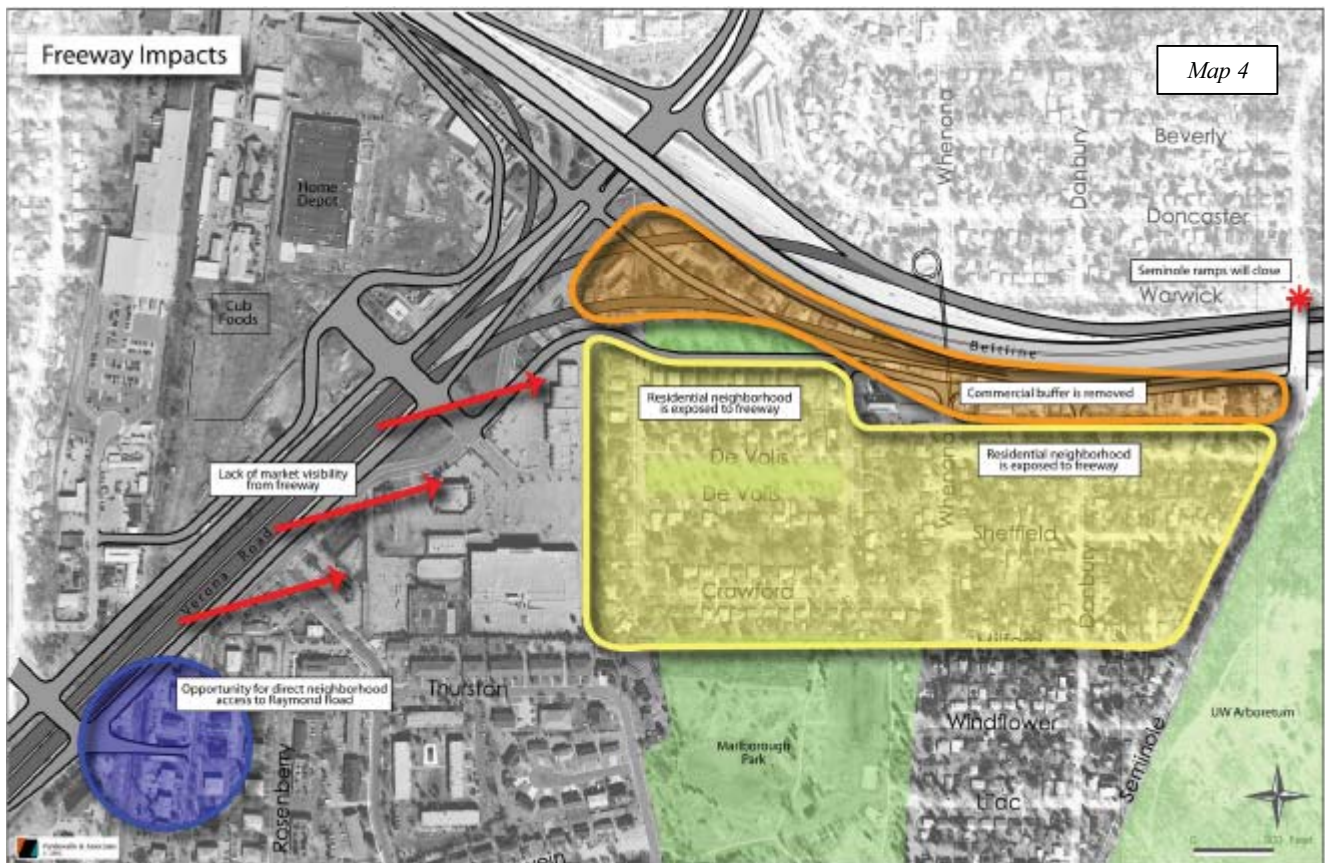 Freeway Impacts
Map 4
Whenona
Danbury
Beverly
Home
Depot
Doncaster
Seminole ramps will close
Warwick
Cub
Foods
Beltline
Residential neighborhood
is exposed to freeway
Commercial buffer is removed
De Volis
Residential neighborhood
is exposed to freeway
Lack of market visibility
from freeway
De Volis
Whenona
Sheffield
Verona Road
Crawford
Danbury
Milford
Opportunity for direct neighborhood
access to Raymond Road
Thurston
Windflower
UW Arboretum
Marlborough
Park
Rosenberry
Seminole
Lilac